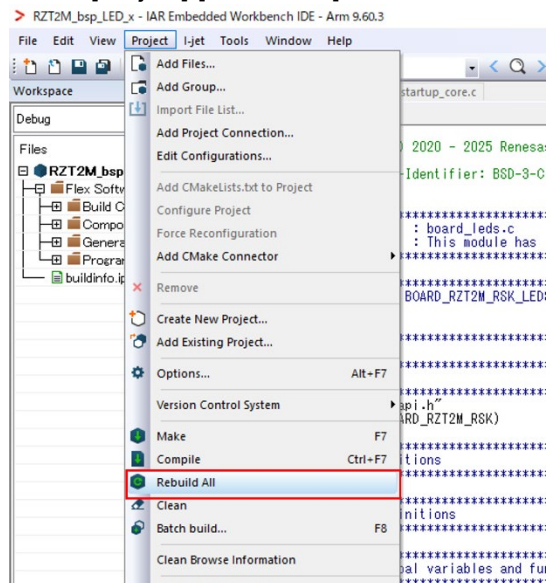 RZT2M_bsp_LED_x - IAR Embedded Workbench IDE - Arm 9.60.3
File Edit View Project I-jet Tools Window Help
Workspace
Debug
Files
RZT2M_bsp
Flex Softw
Build C
Compo
Genera
Program
buildinfo.ip
Add Files...
Add Group...
Import File List...
Add Project Connection...
Edit Configurations...
Add CMakeLists.txt to Project
Configure Project
Force Reconfiguration
Add CMake Connector
Remove
Create New Project...
Add Existing Project...
Options... Alt+F7
Version Control System
Make F7
Compile Ctrl+F7
Rebuild All
Clean
Batch build... F8
Clean Browse Information
startup_core.c
) 2020 - 2025 Renesas
-Identifier: BSD-3-C
**********************
: board_leds.c
: This module has
**********************
BOARD_RZT2M_RSK_LEDS
**********************
**********************
**********************
api.h"
ARD_RZT2M_RSK)
**********************
itions
**********************
**********************
initions
**********************
**********************
bal variables and fun